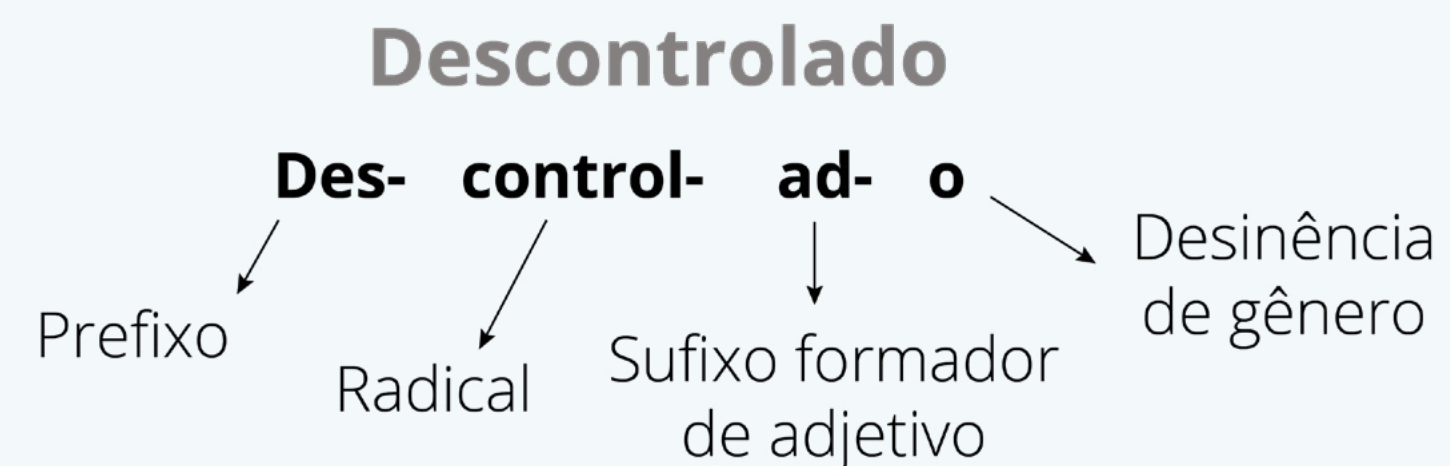 Descontrolado
Des- control- ad- o
Desinência
de gênero
Prefixo
Radical
Sufixo formador
de adjetivo